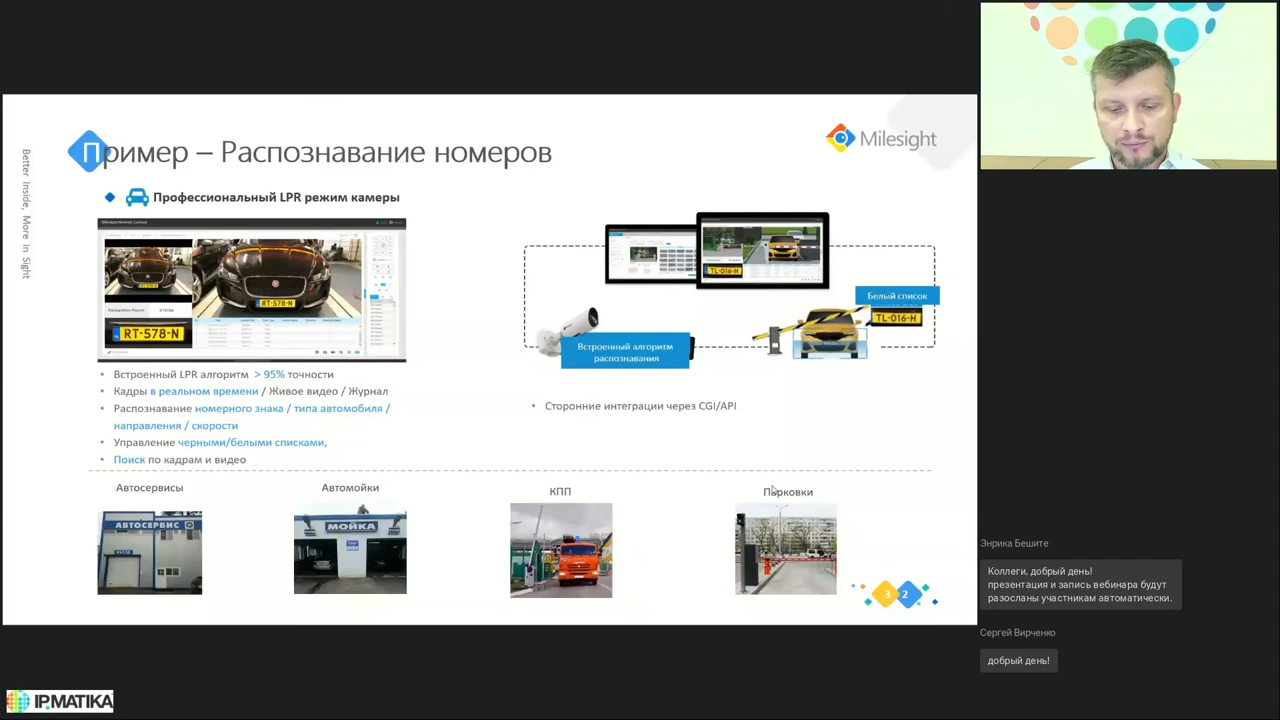 Better Inside, More in Sight
Пример – Распознавание номеров
Milesight
Профессиональный LPR режим камеры
RT-578-N
RT-578-N
TL-016-H
Белый список
TL-016-H
Встроенный алгоритм
распознавания
• Встроенный LPR алгоритм > 95% точности
• Кадры в реальном времени / Живое видео / Журнал
• Распознавание номерного знака / типа автомобиля /
направления / скорости
• Управление черными/белыми списками,
• Поиск по кадрам и видео
• Сторонние интеграции через CGI/API
Автосервисы
Автомойки
КПП
Парковки
АВТОСЕРВИС
МОЙКА
3 2
Энрика Бешите
Коллеги, добрый день!
презентация и запись вебинара будут
разосланы участникам автоматически.
Сергей Вирченко
добрый день!
IPMATIKA